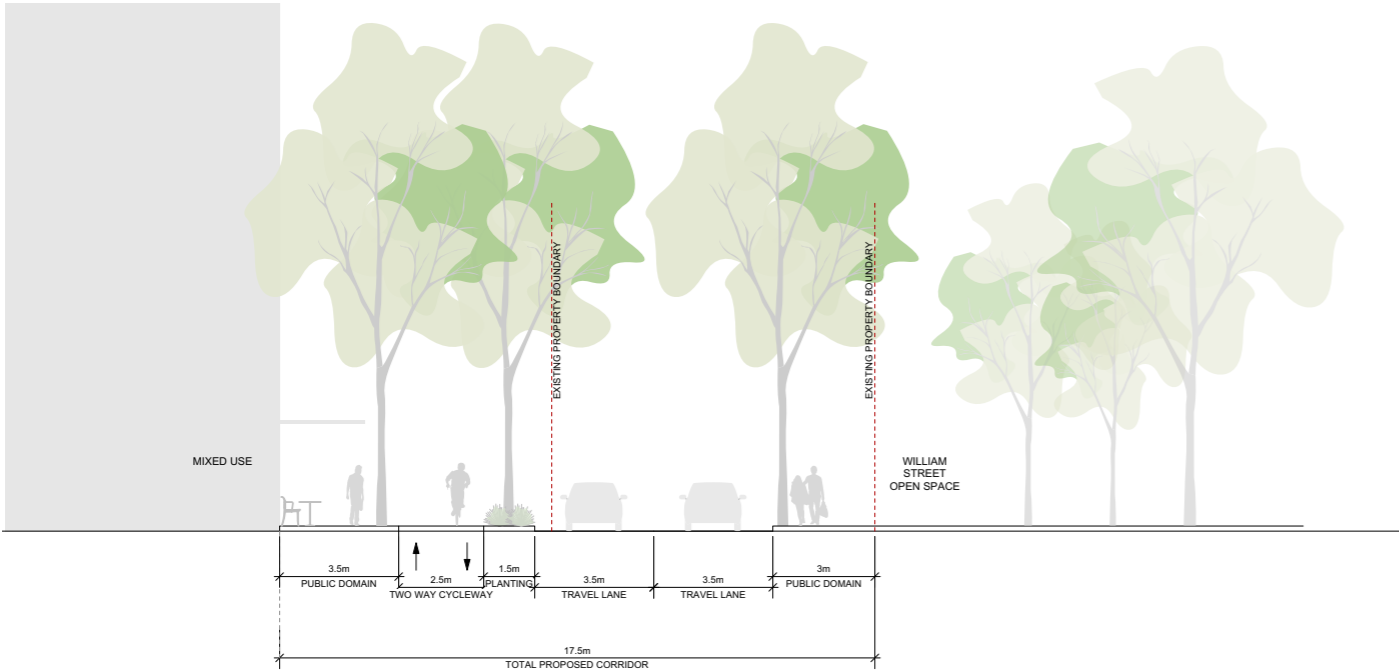 EXISTING PROPERTY BOUNDARY
EXISTING PROPERTY BOUNDARY
MIXED USE
WILLIAM
STREET
OPEN SPACE
3.5m
PUBLIC DOMAIN
2.5m
TWO WAY CYCLEWAY
1.5m
PLANTING
3.5m
TRAVEL LANE
3.5m
TRAVEL LANE
3m
PUBLIC DOMAIN
17.5m
TOTAL PROPOSED CORRIDOR